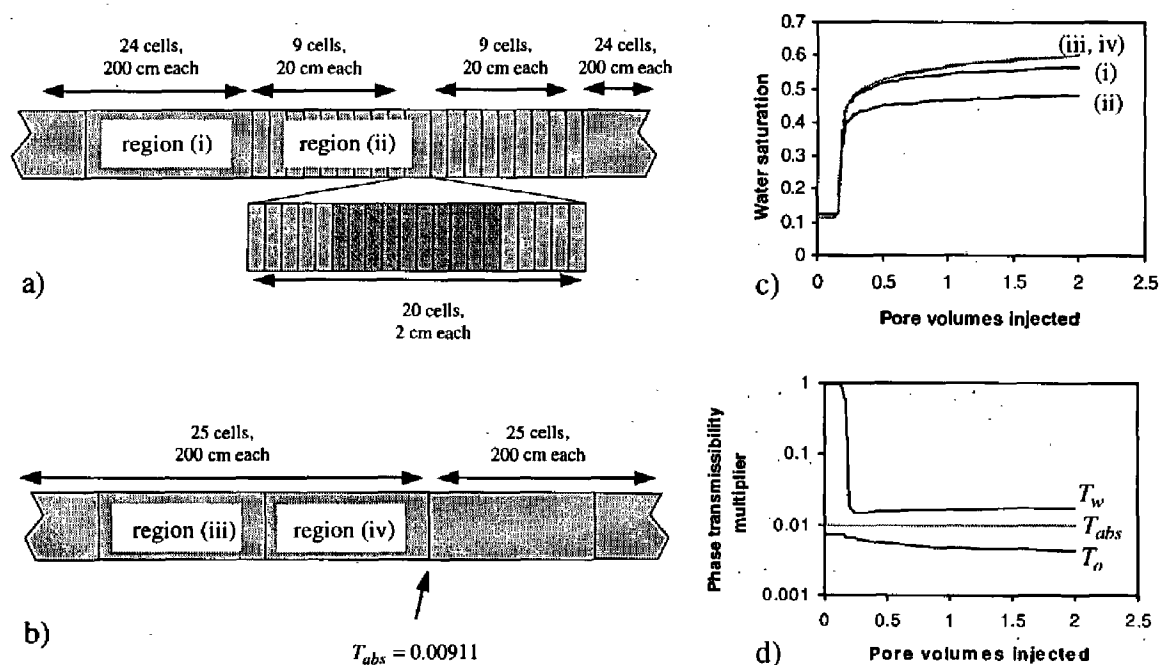 24 cells,
200 cm each
9 cells,
20 cm each
9 cells,
20 cm each
24 cells,
200 cm each
region (i)
region (ii)
a)
20 cells,
2 cm each
25 cells,
200 cm each
25 cells,
200 cm each
region (iii)
region (iv)
b)
T_abs = 0.00911
Water saturation
0.7
0.6
0.5
0.4
0.3
0.2
0.1
0
(iii, iv)
(i)
(ii)
0 0.5 1 1.5 2 2.5
c)
Pore volumes injected
Phase transmissibility
multiplier
1
0.1
0.01
0.001
T_w
T_abs
T_o
0 0.5 1 1.5 2 2.5
d)
Pore volumes injected